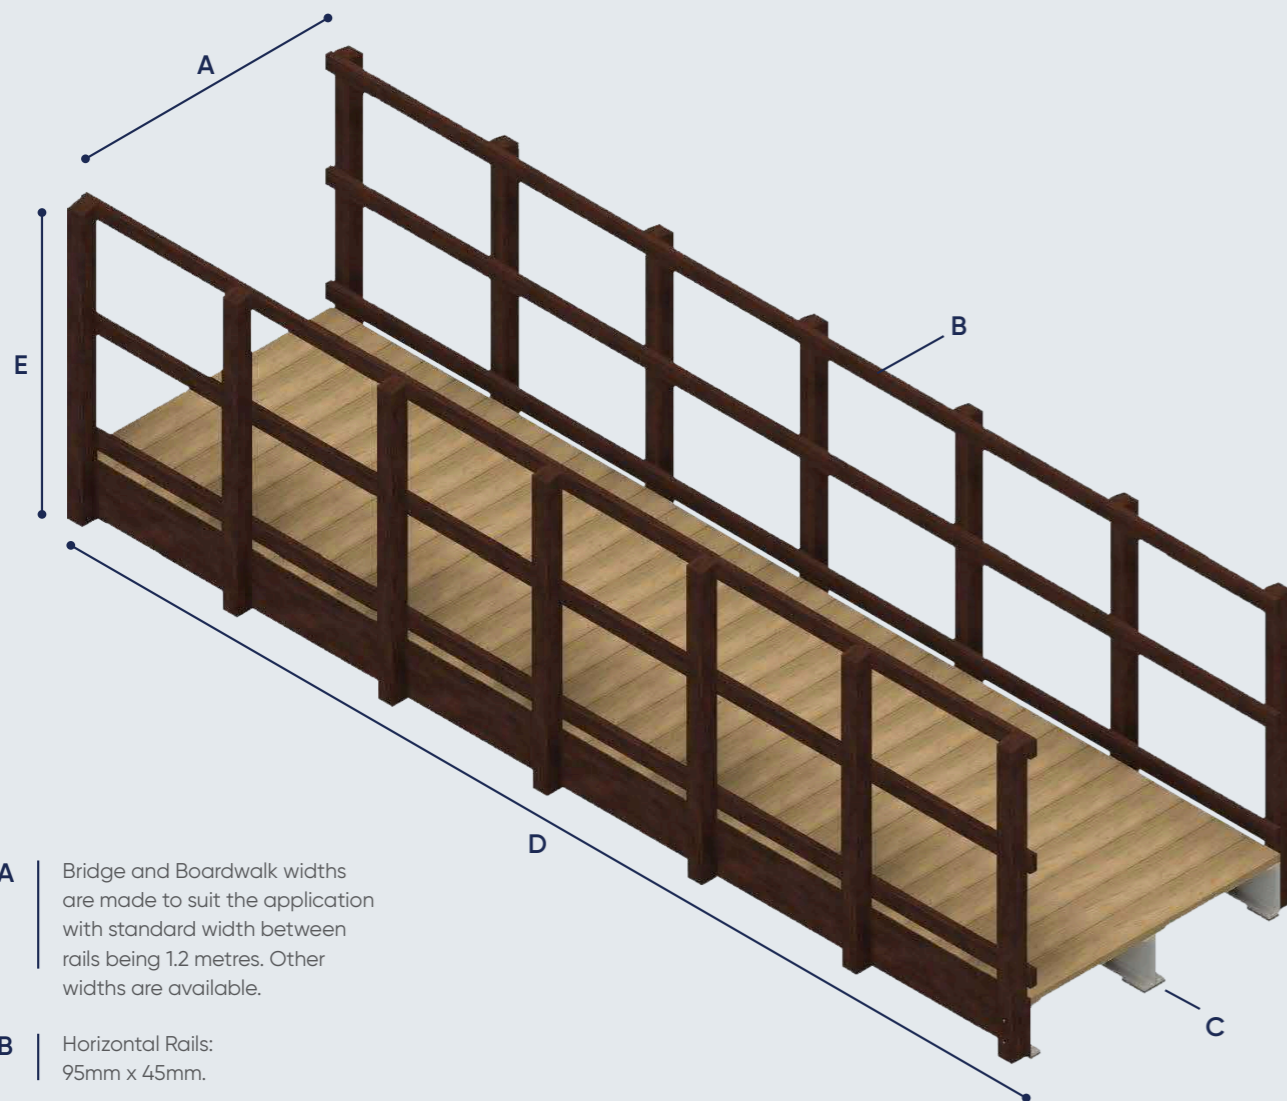 A
B
E
D
C
A
Bridge and Boardwalk widths
are made to suit the application
with standard width between
rails being 1.2 metres. Other
widths are available.
B
Horizontal Rails:
95mm x 45mm.